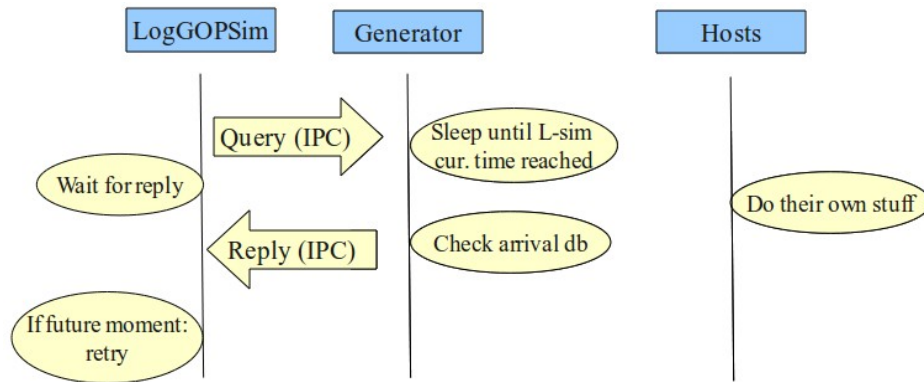 LogGOPSim
Generator
Hosts
Query (IPC)
Sleep until L-sim
cur. time reached
Wait for reply
Do their own stuff
Reply (IPC)
Check arrival db
If future moment:
retry